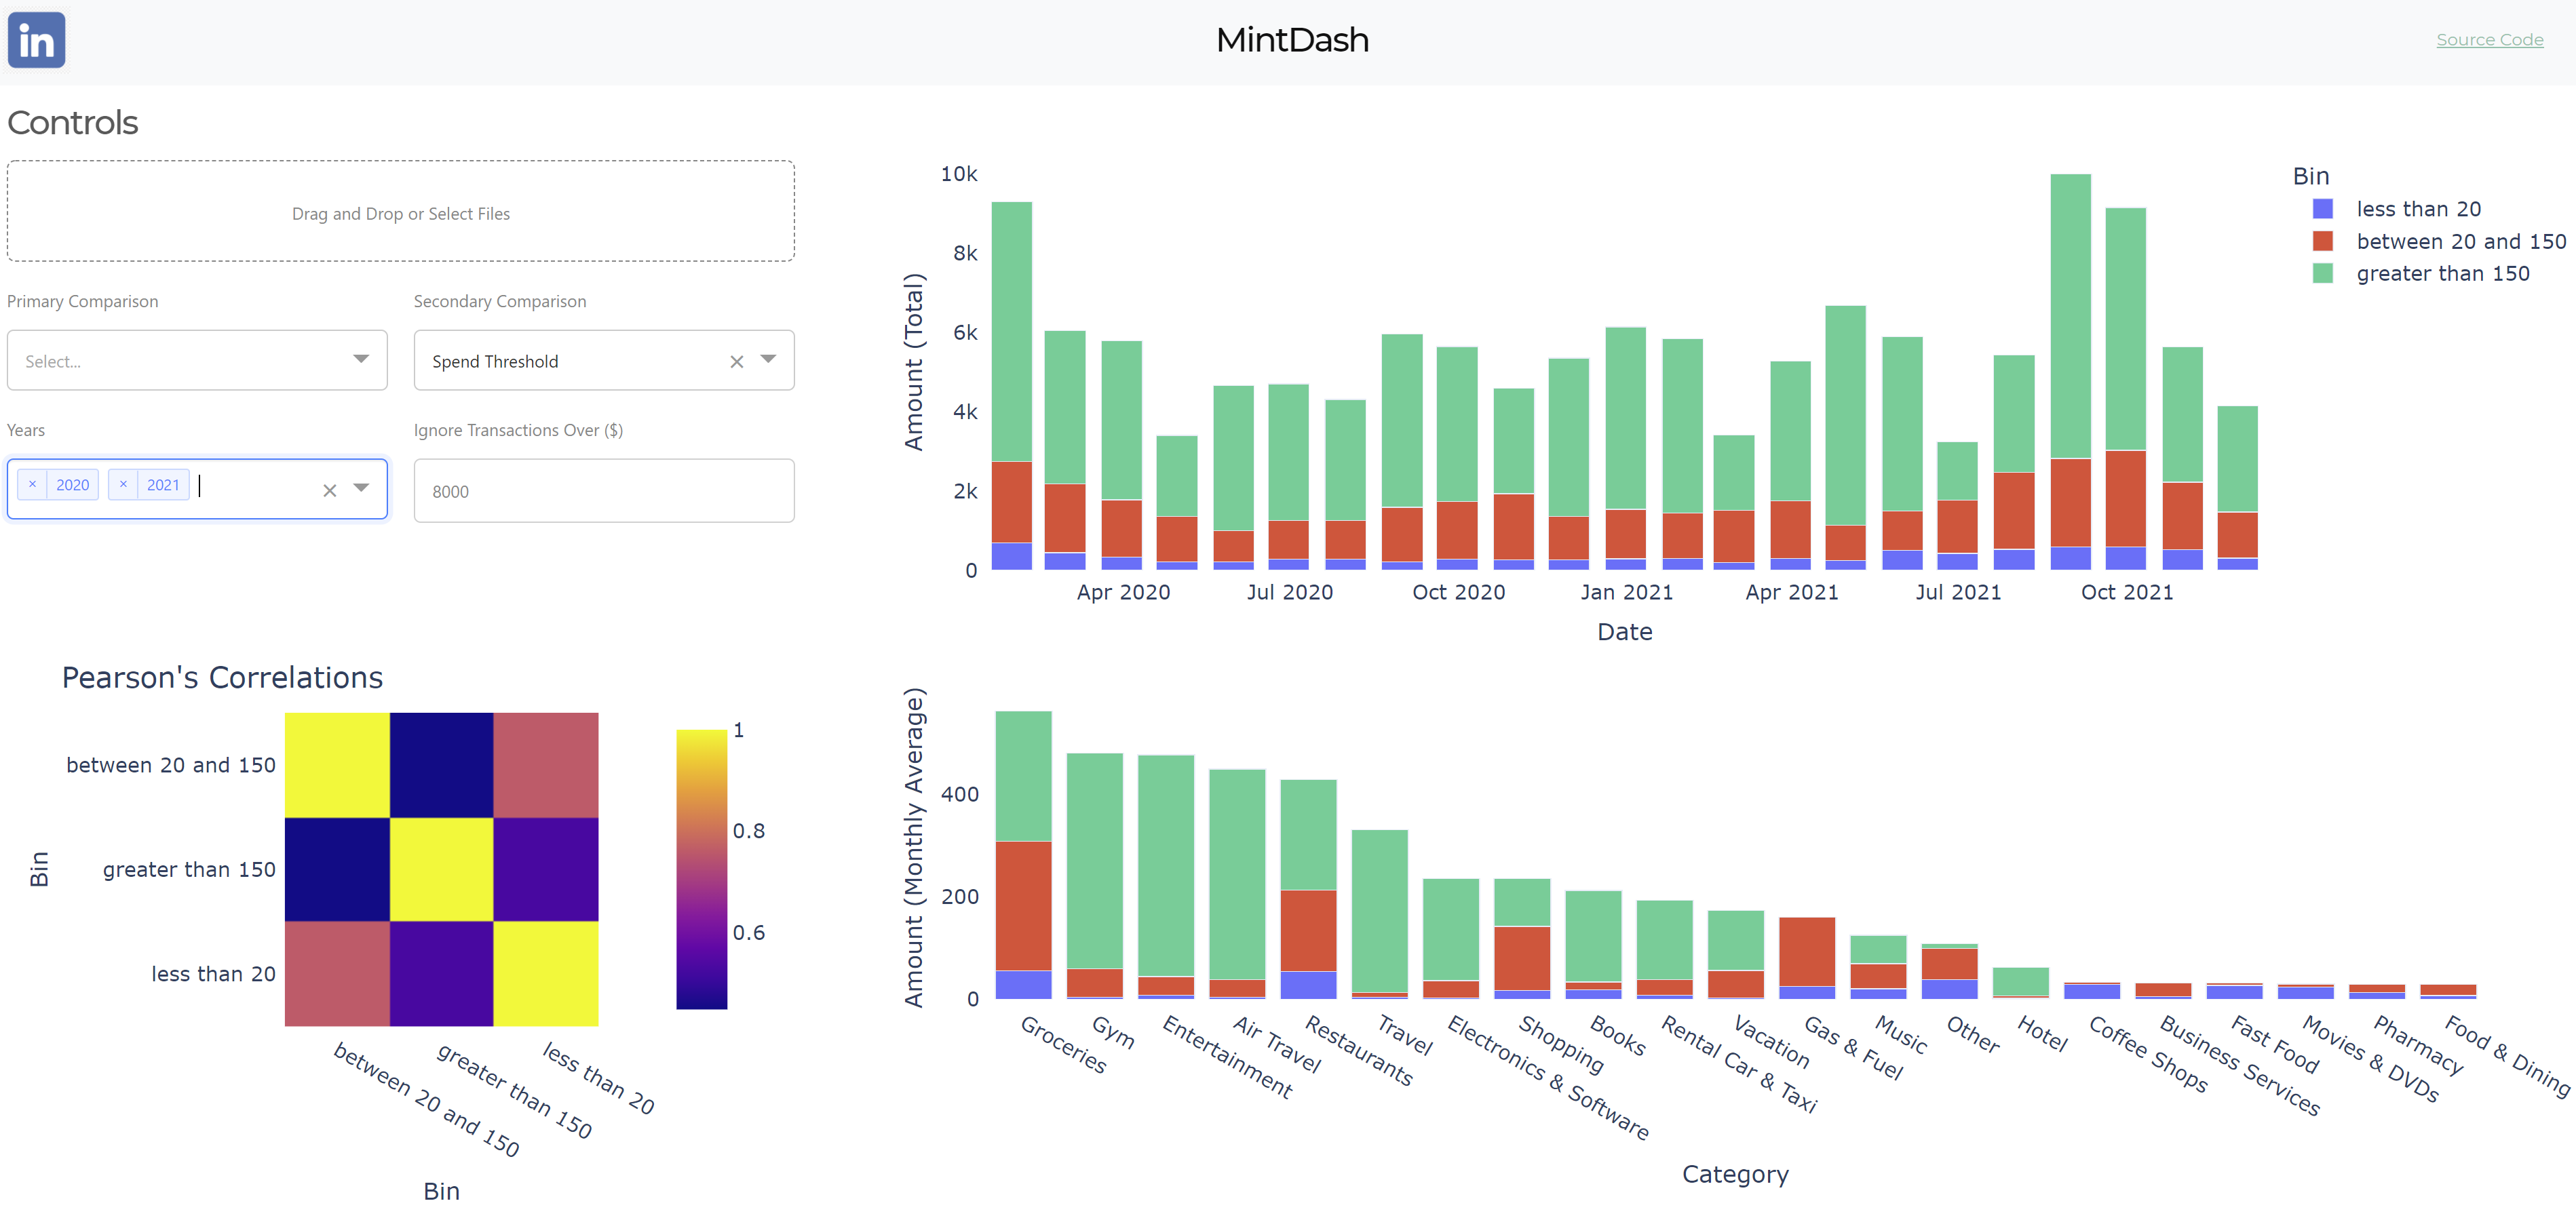 in
MintDash
Source Code
Controls
Drag and Drop or Select Files
Primary Comparison
Secondary Comparison
Select...
Spend Threshold
×
Years
Ignore Transactions Over ($)
× 2020 × 2021
×
8000
Amount (Total)
10k
8k
6k
4k
2k
0
Apr 2020
Jul 2020
Oct 2020
Jan 2021
Apr 2021
Jul 2021
Oct 2021
Date
Bin
less than 20
between 20 and 150
greater than 150
Pearson's Correlations
Bin
between 20 and 150
greater than 150
less than 20
between 20 and 150
greater than 150
less than 20
Bin
1
0.8
0.6
Amount (Monthly Average)
400
200
0
Groceries
Gym
Entertainment
Air Travel
Restaurants
Travel
Electronics & Software
Shopping
Books
Rental Car & Taxi
Vacation
Gas & Fuel
Music
Other
Hotel
Coffee Shops
Business Services
Fast Food
Movies & DVDs
Pharmacy
Food & Dining
Category